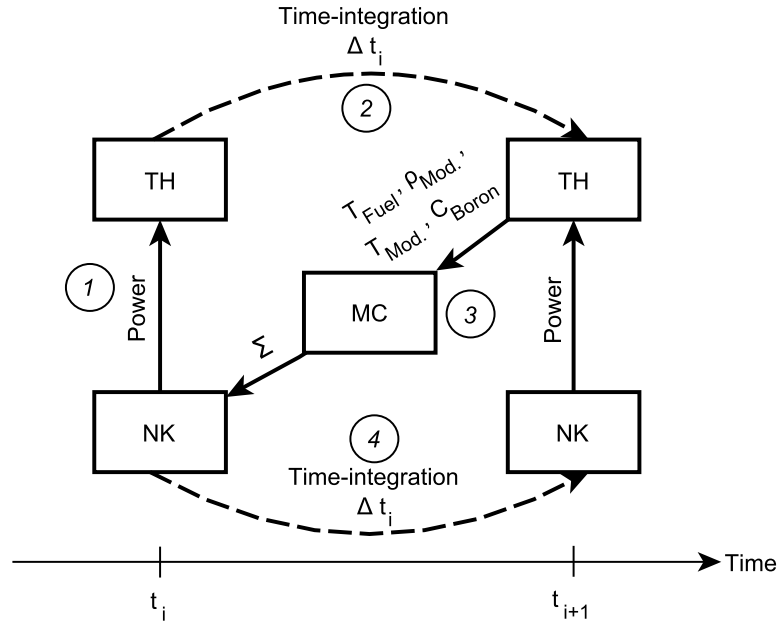 Time-integration
Δ t_i
2
TH
TH
T_Fuel, ρ_Mod.,
T_Mod., C_Boron
1
Power
MC
3
Power
Σ
NK
NK
4
Time-integration
Δ t_i
Time
t_i
t_i+1